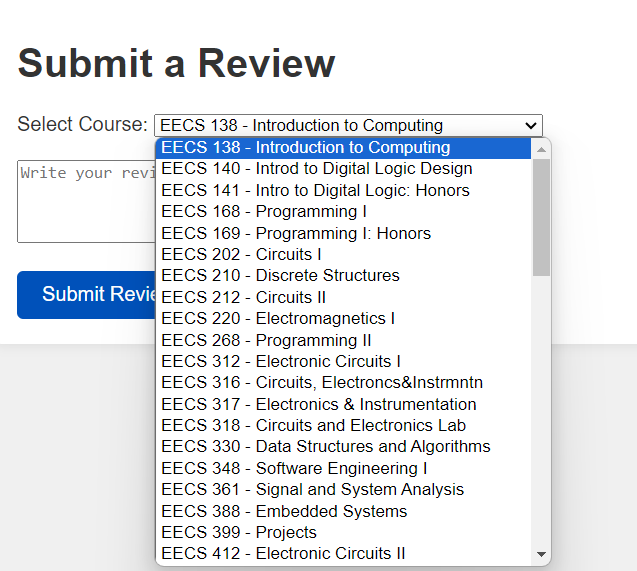 Submit a Review
Select Course: EECS 138 - Introduction to Computing
EECS 138 - Introduction to Computing
Write your revi
EECS 140 - Introd to Digital Logic Design
EECS 141 - Intro to Digital Logic: Honors
EECS 168 - Programming I
EECS 169 - Programming I: Honors
EECS 202 - Circuits I
EECS 210 - Discrete Structures
Submit Revie
EECS 212 - Circuits II
EECS 220 - Electromagnetics I
EECS 268 - Programming II
EECS 312 - Electronic Circuits I
EECS 316 - Circuits, Electroncs&Instrmntn
EECS 317 - Electronics & Instrumentation
EECS 318 - Circuits and Electronics Lab
EECS 330 - Data Structures and Algorithms
EECS 348 - Software Engineering I
EECS 361 - Signal and System Analysis
EECS 388 - Embedded Systems
EECS 399 - Projects
EECS 412 - Electronic Circuits II